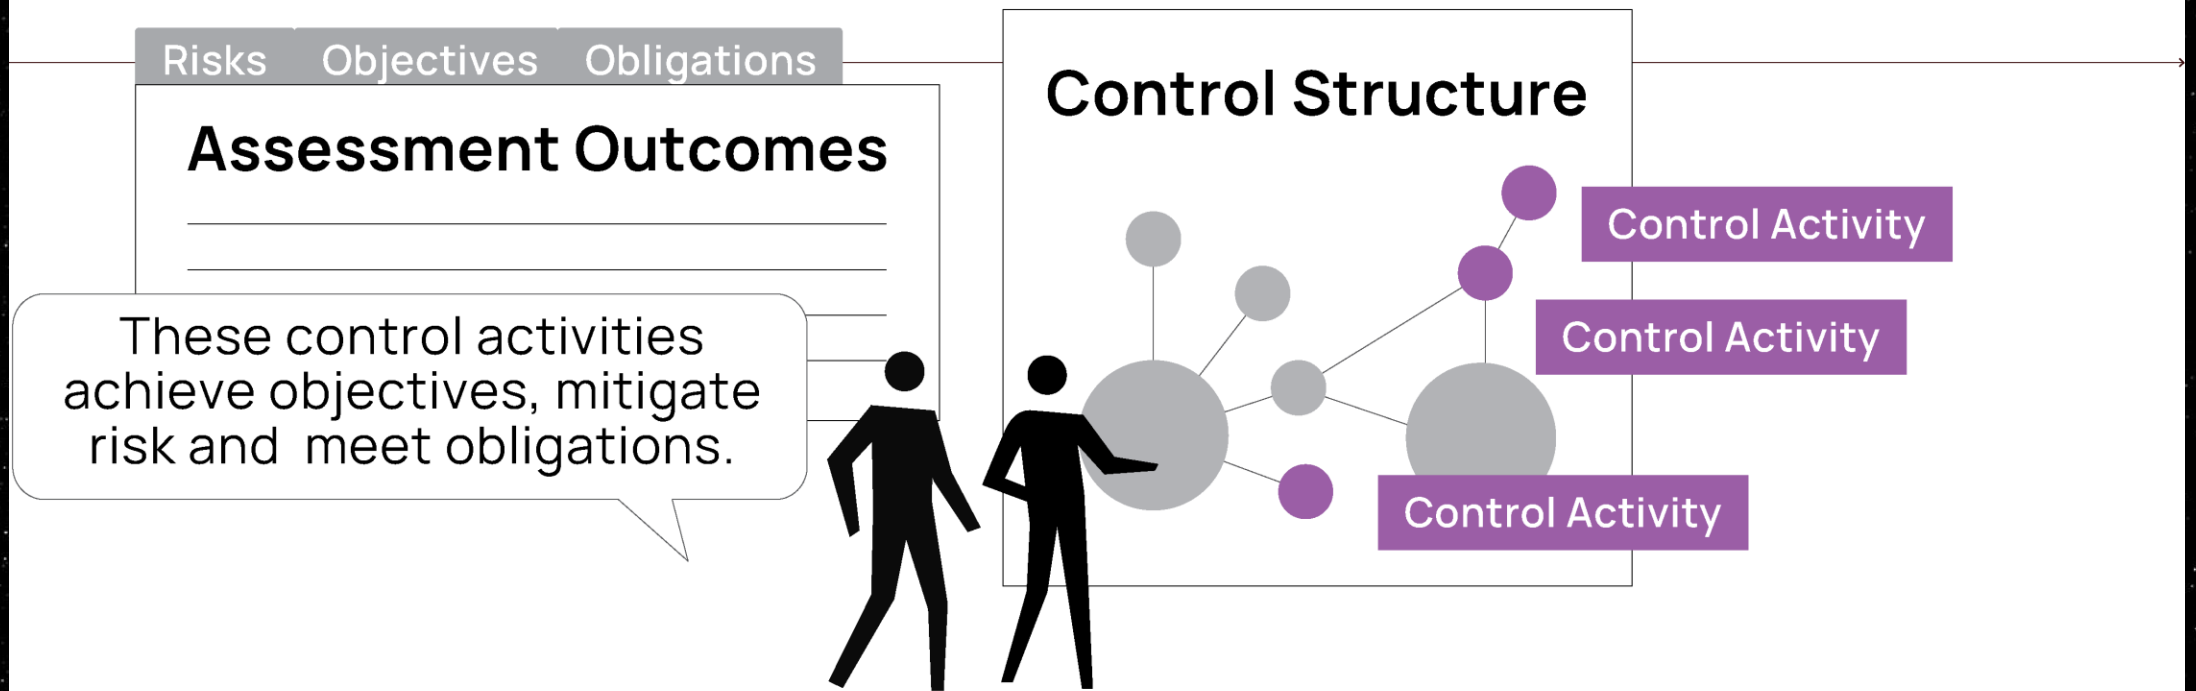 Risks Objectives Obligations
Assessment Outcomes
These control activities
achieve objectives, mitigate
risk and  meet obligations.
Control Structure
Control Activity
Control Activity
Control Activity